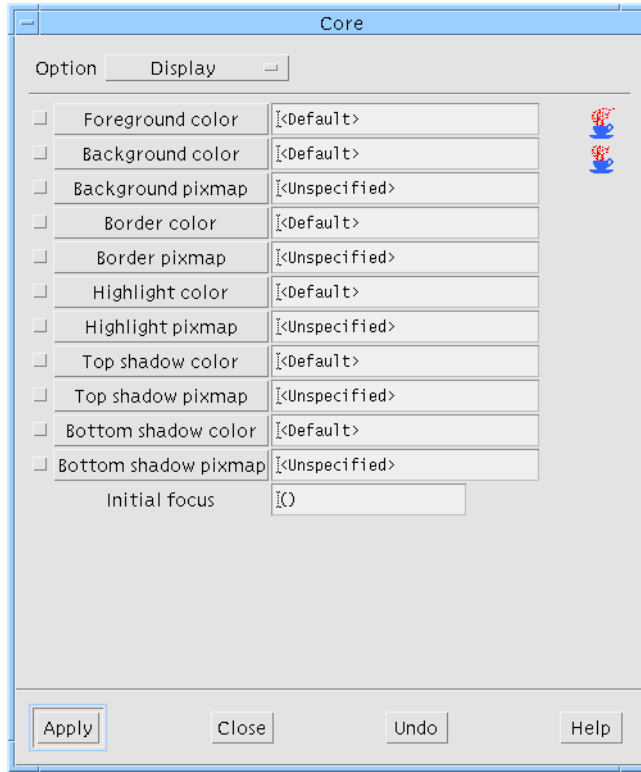 Core
Option Display
Foreground color <Default>
Background color <Default>
Background pixmap <Unspecified>
Border color <Default>
Border pixmap <Unspecified>
Highlight color <Default>
Highlight pixmap <Unspecified>
Top shadow color <Default>
Top shadow pixmap <Unspecified>
Bottom shadow color <Default>
Bottom shadow pixmap <Unspecified>
Initial focus ()
Apply Close Undo Help